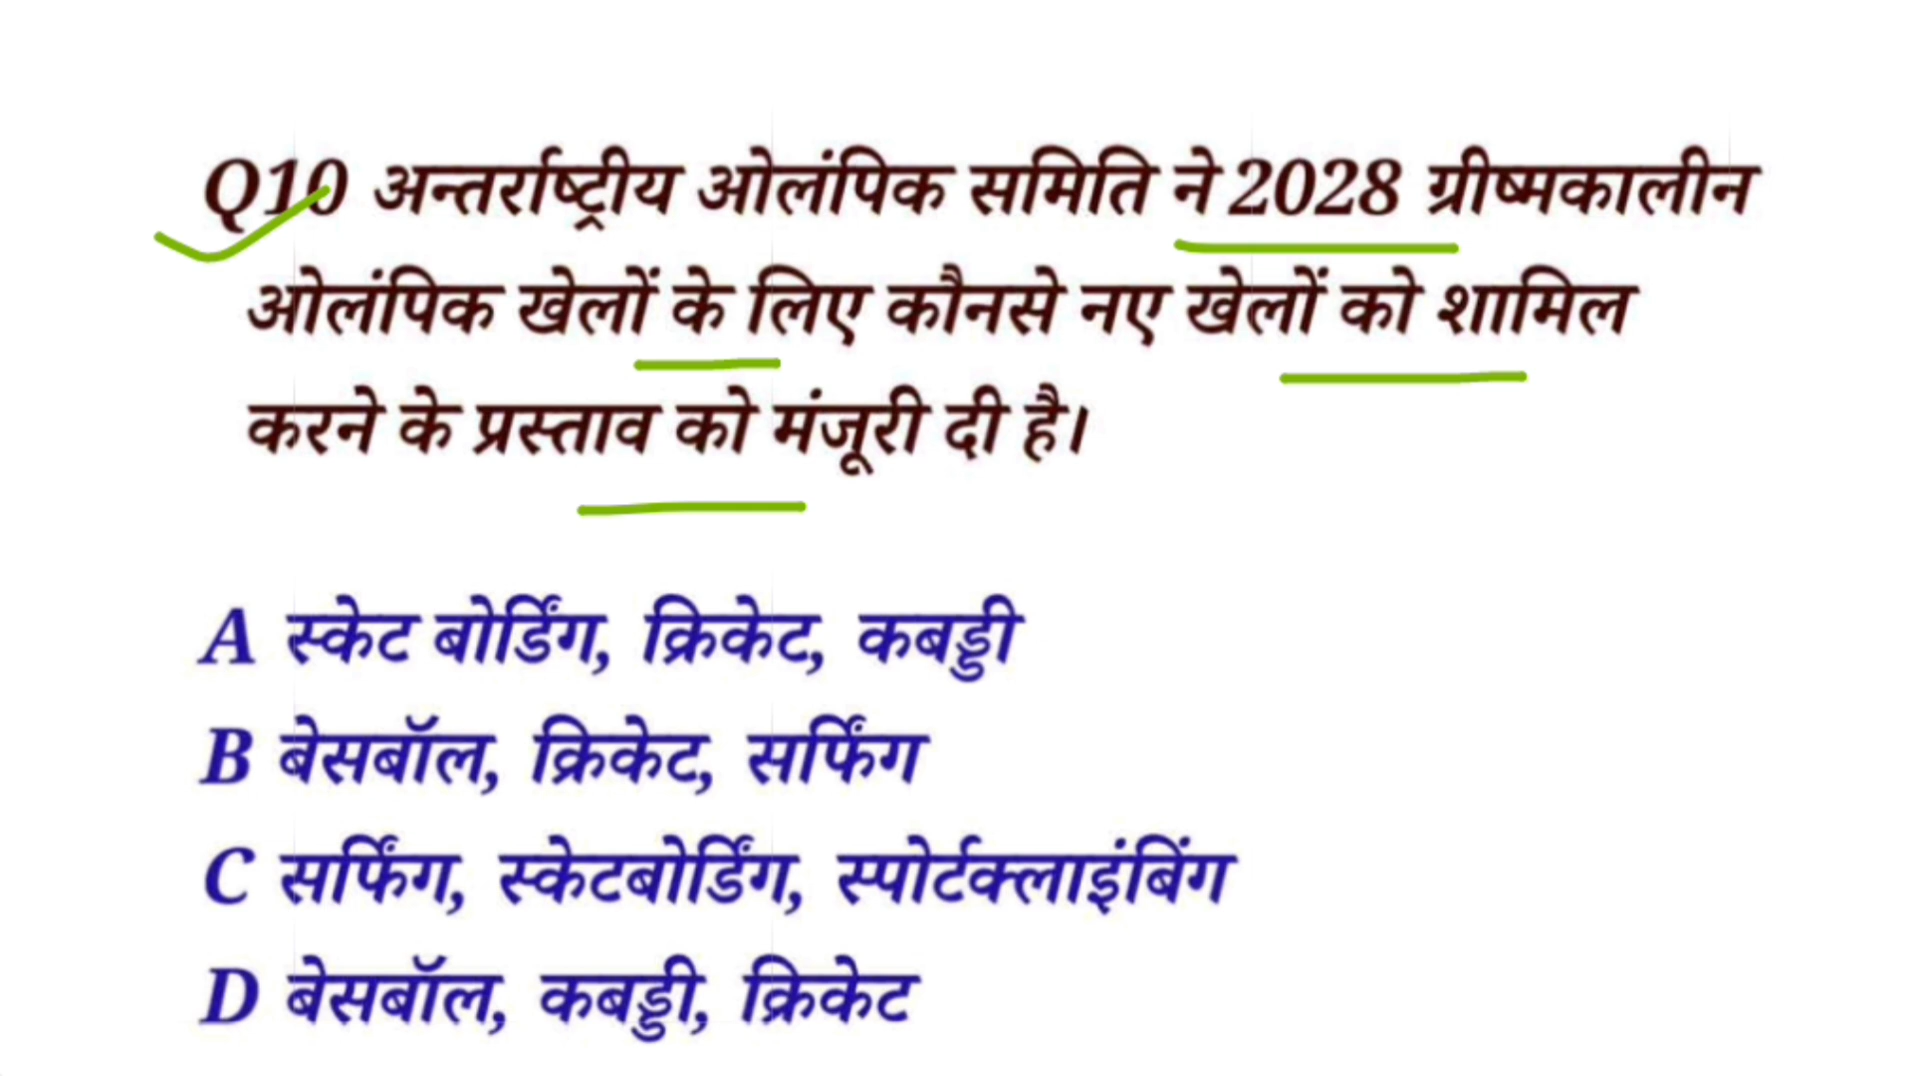 Q10 अन्तर्राष्ट्रीय ओलंपिक समिति ने 2028 ग्रीष्मकालीन
ओलंपिक खेलों के लिए कौनसे नए खेलों को शामिल
करने के प्रस्ताव को मंजूरी दी है।
A स्केट बोर्डिंग, क्रिकेट, कबड्डी
B बेसबॉल, क्रिकेट, सर्फिंग
C सर्फिंग, स्केटबोर्डिंग, स्पोर्टक्लाइंबिंग
D बेसबॉल, कबड्डी, क्रिकेट